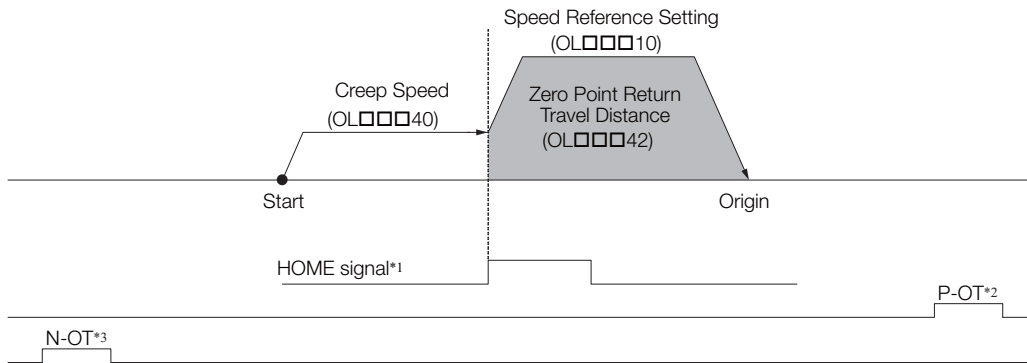 Speed Reference Setting
(OL□□□10)
Creep Speed
(OL□□□40)
Zero Point Return
Travel Distance
(OL□□□42)
Start
Origin
HOME signal*1
P-OT*2
N-OT*3